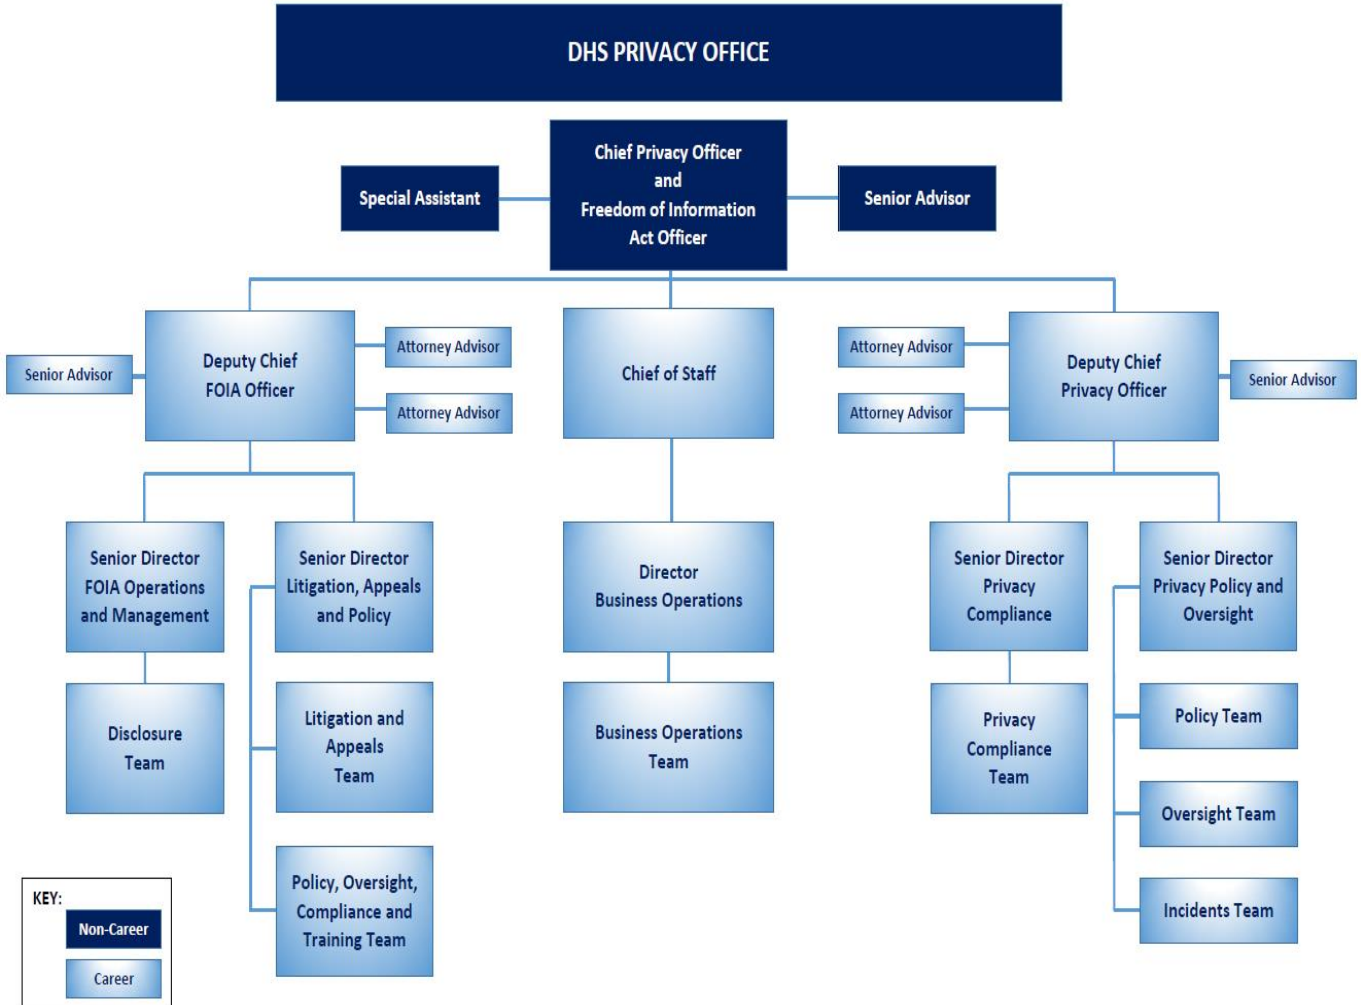 DHS PRIVACY OFFICE
Chief Privacy Officer
and
Freedom of Information
Act Officer
Special Assistant
Senior Advisor
Senior Advisor
Deputy Chief
FOIA Officer
Attorney Advisor
Attorney Advisor
Chief of Staff
Attorney Advisor
Attorney Advisor
Deputy Chief
Privacy Officer
Senior Advisor
Senior Director
FOIA Operations
and Management
Senior Director
Litigation, Appeals
and Policy
Director
Business Operations
Senior Director
Privacy
Compliance
Senior Director
Privacy Policy and
Oversight
Disclosure
Team
Litigation and
Appeals
Team
Business Operations
Team
Privacy
Compliance
Team
Policy Team
Oversight Team
Policy, Oversight,
Compliance and
Training Team
Incidents Team
KEY:
Non-Career
Career